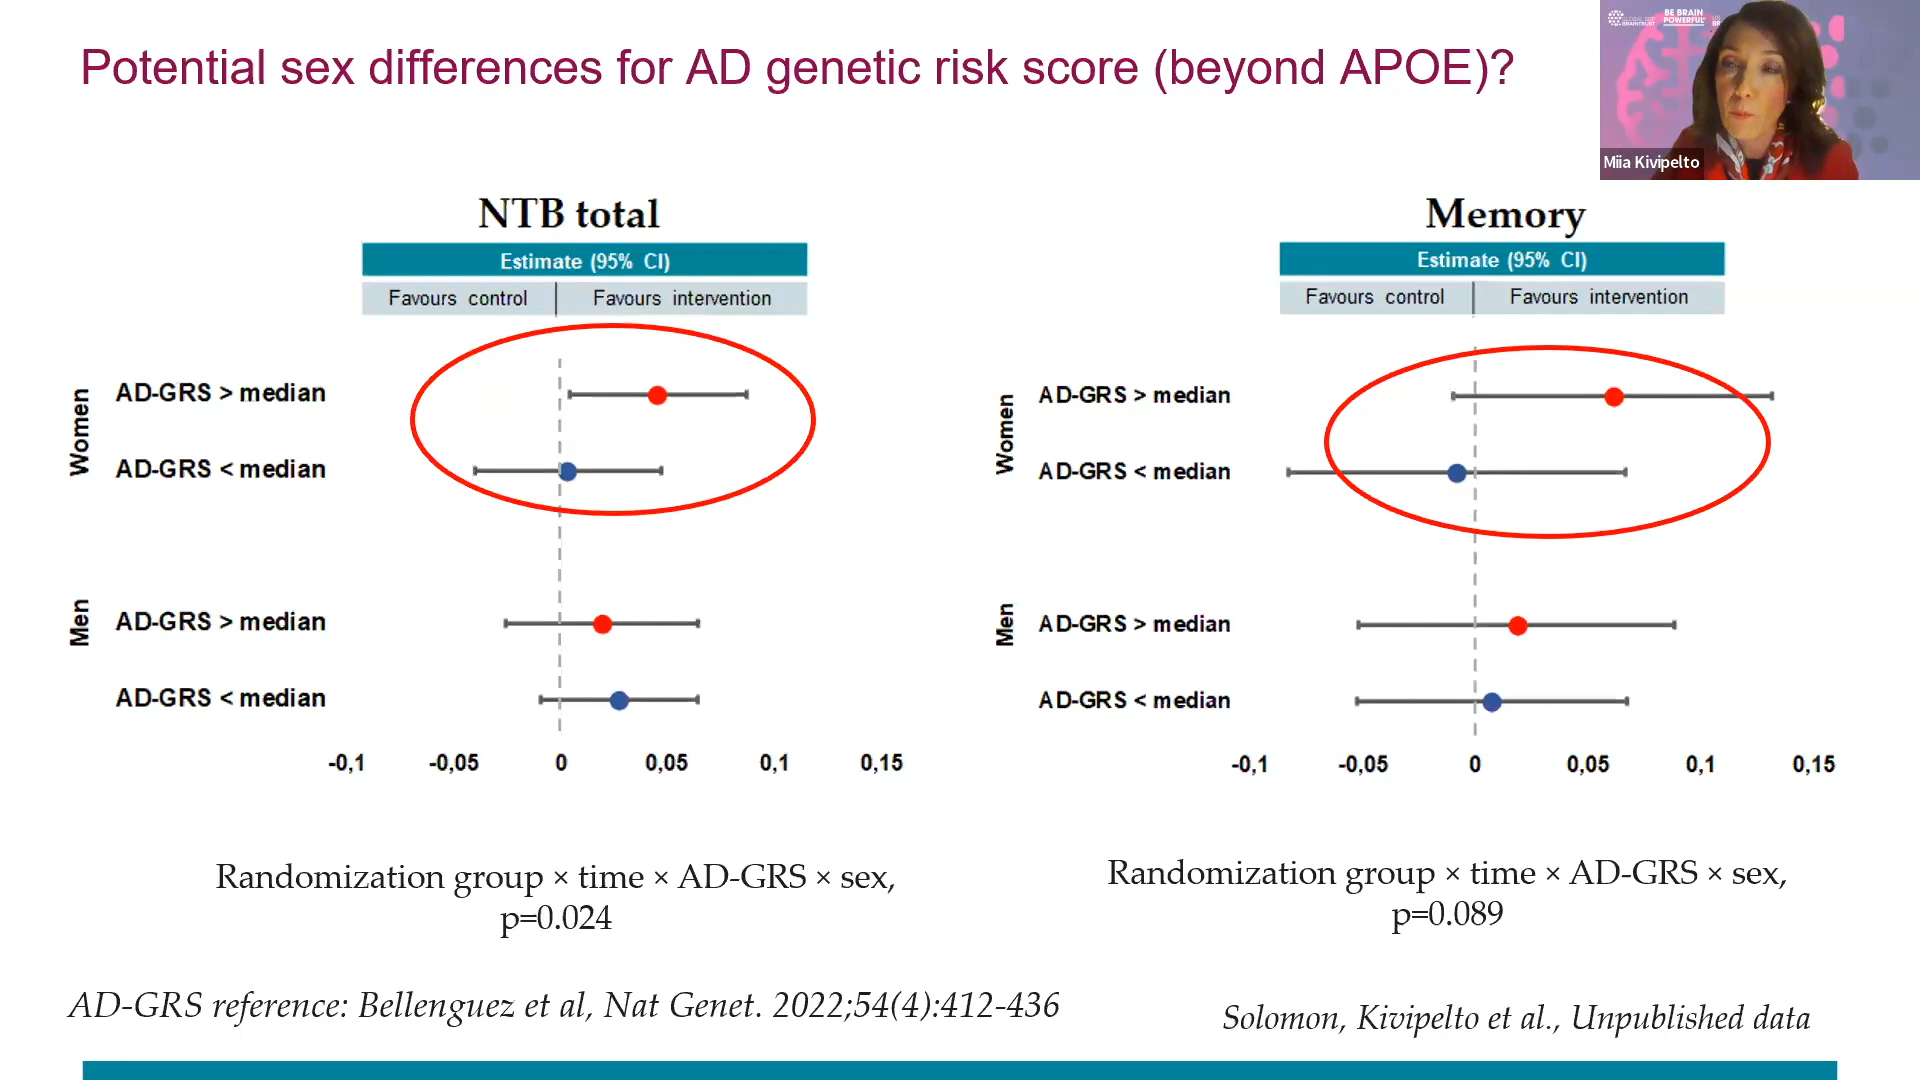 Potential sex differences for AD genetic risk score (beyond APOE)?
BE BRAIN
POWERFUL
Miia Kivipelto
NTB total
Estimate (95% CI)
Favours control
Favours intervention
Women
AD-GRS > median
AD-GRS < median
Men
AD-GRS > median
AD-GRS < median
-0,1 -0,05 0 0,05 0,1 0,15
Randomization group × time × AD-GRS × sex,
p=0.024
Memory
Estimate (95% CI)
Favours control
Favours intervention
Women
AD-GRS > median
AD-GRS < median
Men
AD-GRS > median
AD-GRS < median
-0,1 -0,05 0 0,05 0,1 0,15
Randomization group × time × AD-GRS × sex,
p=0.089
AD-GRS reference: Bellenguez et al, Nat Genet. 2022;54(4):412-436
Solomon, Kivipelto et al., Unpublished data